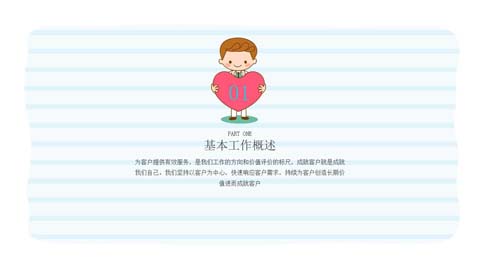 01
PART ONE
基本工作概述
为客户提供有效服务，是我们工作的方向和价值评价的标尺，成就客户就是成就
我们自己，我们坚持以客户为中心，快速响应客户需求，持续为客户创造长期价
值进而成就客户